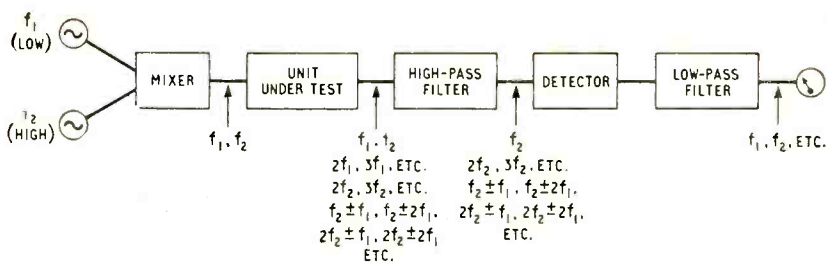 f₁
(LOW)
f₂
(HIGH)
MIXER
UNIT
UNDER TEST
HIGH-PASS
FILTER
DETECTOR
LOW-PASS
FILTER
f₁, f₂
f₁, f₂
2f₁, 3f₁, ETC.
2f₂, 3f₂, ETC.
f₂±f₁, f₂±2f₁,
2f₂±f₁, 2f₂±2f₁
ETC.
f₂
2f₂, 3f₂, ETC.
f₂±f₁, f₂±2f₁,
2f₂±f₁, 2f₂±2f₁,
ETC.
f₁, f₂, ETC.